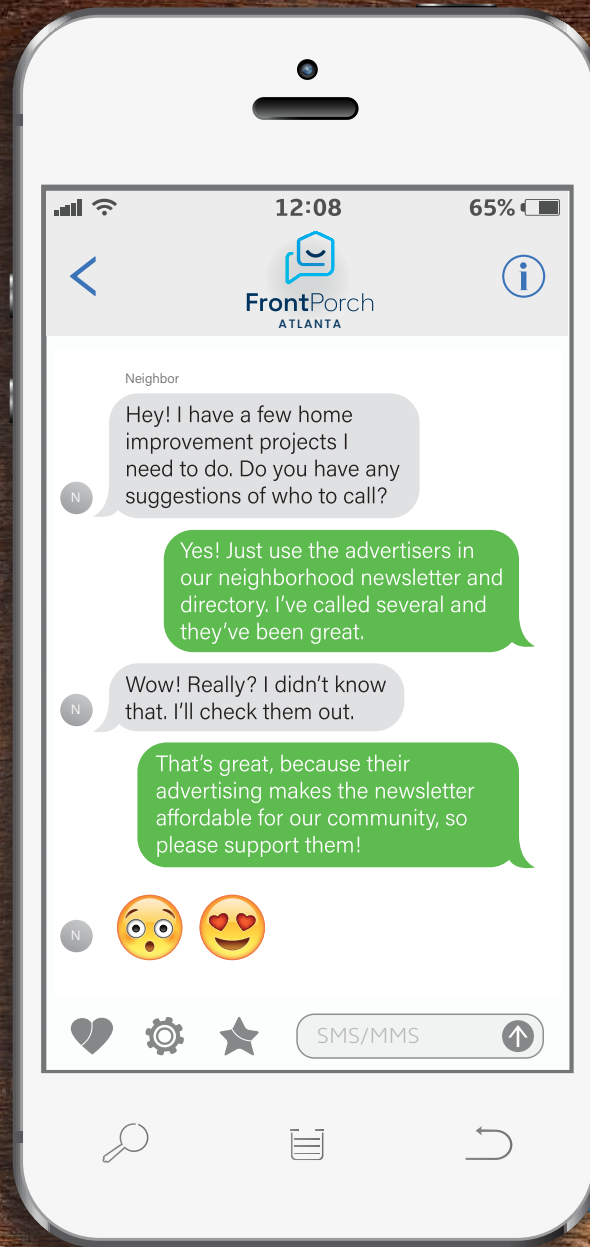 12:08
65%
FrontPorch
ATLANTA
i
Neighbor
Hey! I have a few home
improvement projects I
need to do. Do you have any
suggestions of who to call?
N
Yes! Just use the advertisers in
our neighborhood newsletter and
directory. I’ve called several and
they’ve been great.
Wow! Really? I didn’t know
that. I’ll check them out.
N
That’s great, because their
advertising makes the newsletter
affordable for our community, so
please support them!
N
SMS/MMS